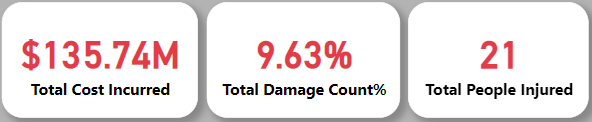 $135.74M
Total Cost Incurred
9.63%
Total Damage Count%
21
Total People Injured